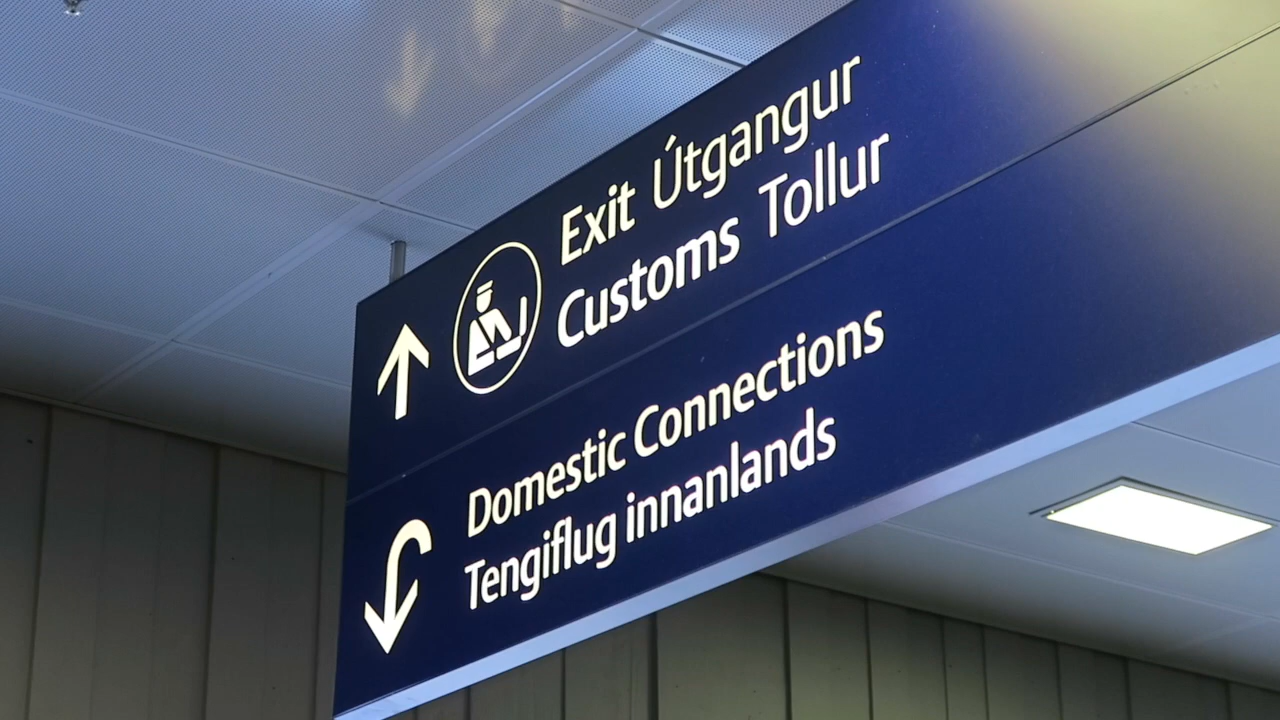 Exit Útgangur
Customs Tollur
Domestic Connections
Tengiflug innanlands